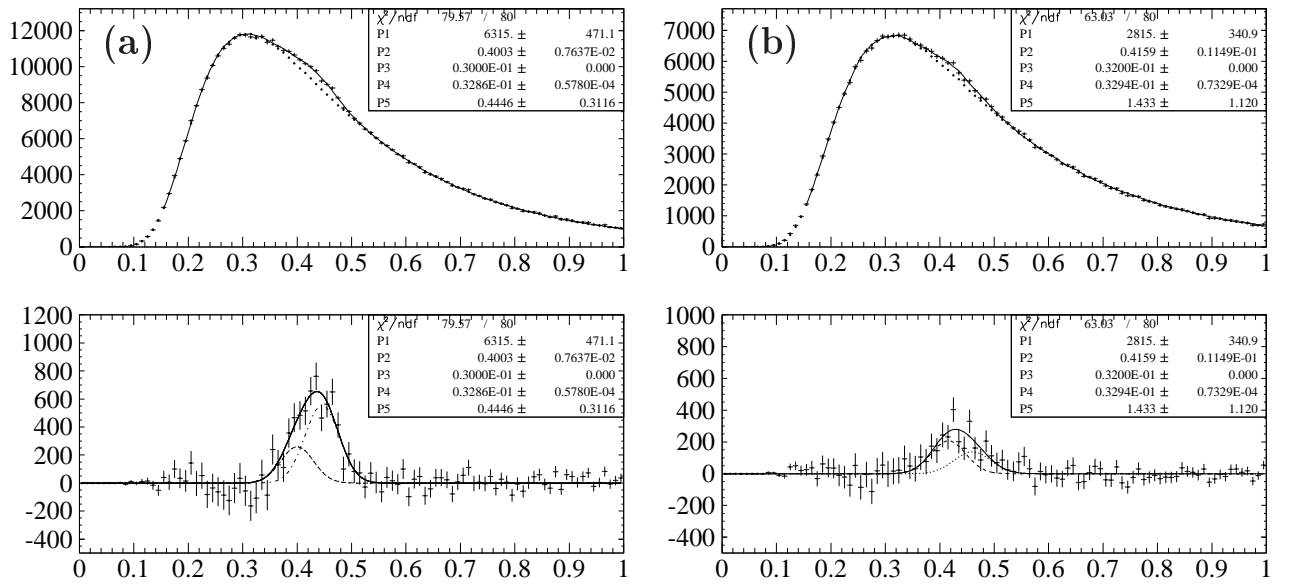 (a)
χ²/ndf 79.57 / 80
P1 6315. ± 471.1
P2 0.4003 ± 0.7637E-02
P3 0.3000E-01 ± 0.000
P4 0.3286E-01 ± 0.5780E-04
P5 0.4446 ± 0.3116
12000
10000
8000
6000
4000
2000
0
0 0.1 0.2 0.3 0.4 0.5 0.6 0.7 0.8 0.9 1
(b)
χ²/ndf 63.03 / 80
P1 2815. ± 340.9
P2 0.4159 ± 0.1149E-01
P3 0.3200E-01 ± 0.000
P4 0.3294E-01 ± 0.7329E-04
P5 1.433 ± 1.120
7000
6000
5000
4000
3000
2000
1000
0
0 0.1 0.2 0.3 0.4 0.5 0.6 0.7 0.8 0.9 1
χ²/ndf 79.57 / 80
P1 6315. ± 471.1
P2 0.4003 ± 0.7637E-02
P3 0.3000E-01 ± 0.000
P4 0.3286E-01 ± 0.5780E-04
P5 0.4446 ± 0.3116
1200
1000
800
600
400
200
0
-200
-400
0 0.1 0.2 0.3 0.4 0.5 0.6 0.7 0.8 0.9 1
χ²/ndf 63.03 / 80
P1 2815. ± 340.9
P2 0.4159 ± 0.1149E-01
P3 0.3200E-01 ± 0.000
P4 0.3294E-01 ± 0.7329E-04
P5 1.433 ± 1.120
1000
800
600
400
200
0
-200
-400
0 0.1 0.2 0.3 0.4 0.5 0.6 0.7 0.8 0.9 1